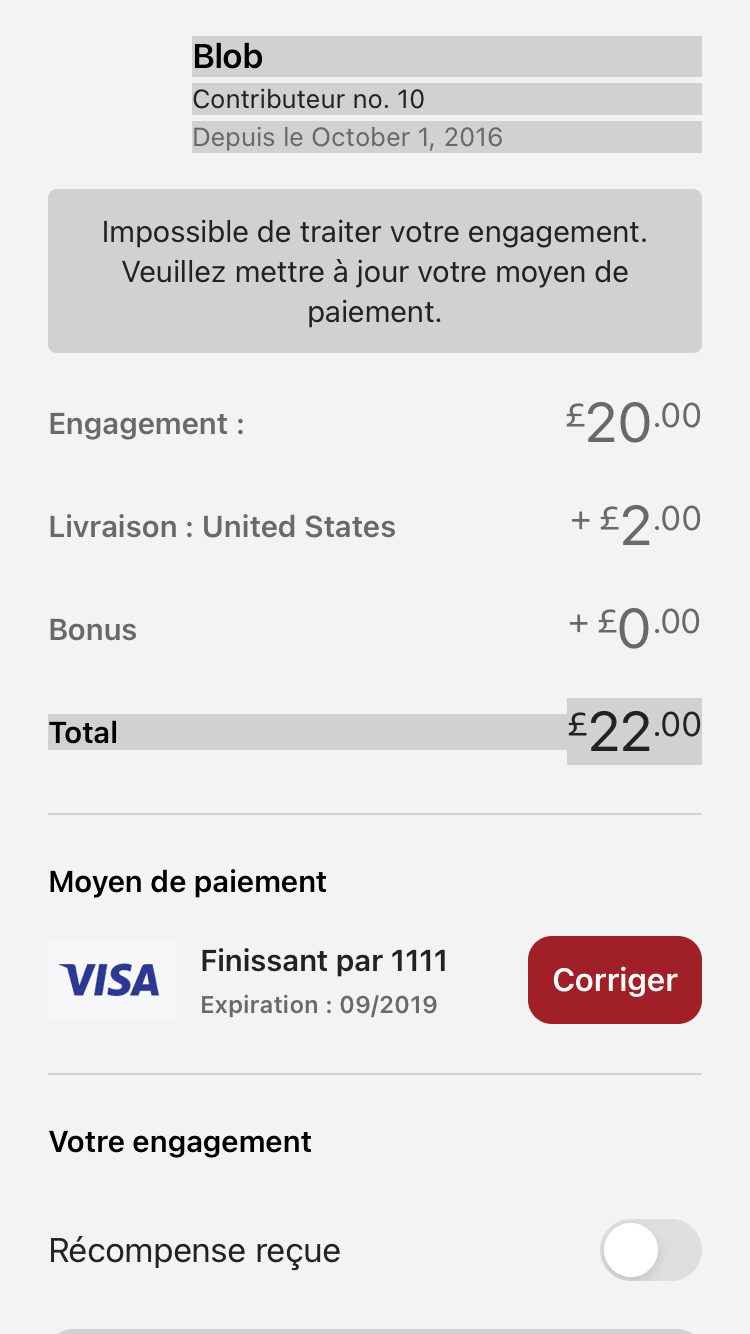 Blob
Contributeur no. 10
Depuis le October 1, 2016
Impossible de traiter votre engagement.
Veuillez mettre à jour votre moyen de
paiement.
Engagement : £20.00
Livraison : United States + £2.00
Bonus + £0.00
Total £22.00
Moyen de paiement
VISA
Finissant par 1111
Expiration : 09/2019
Corriger
Votre engagement
Récompense reçue